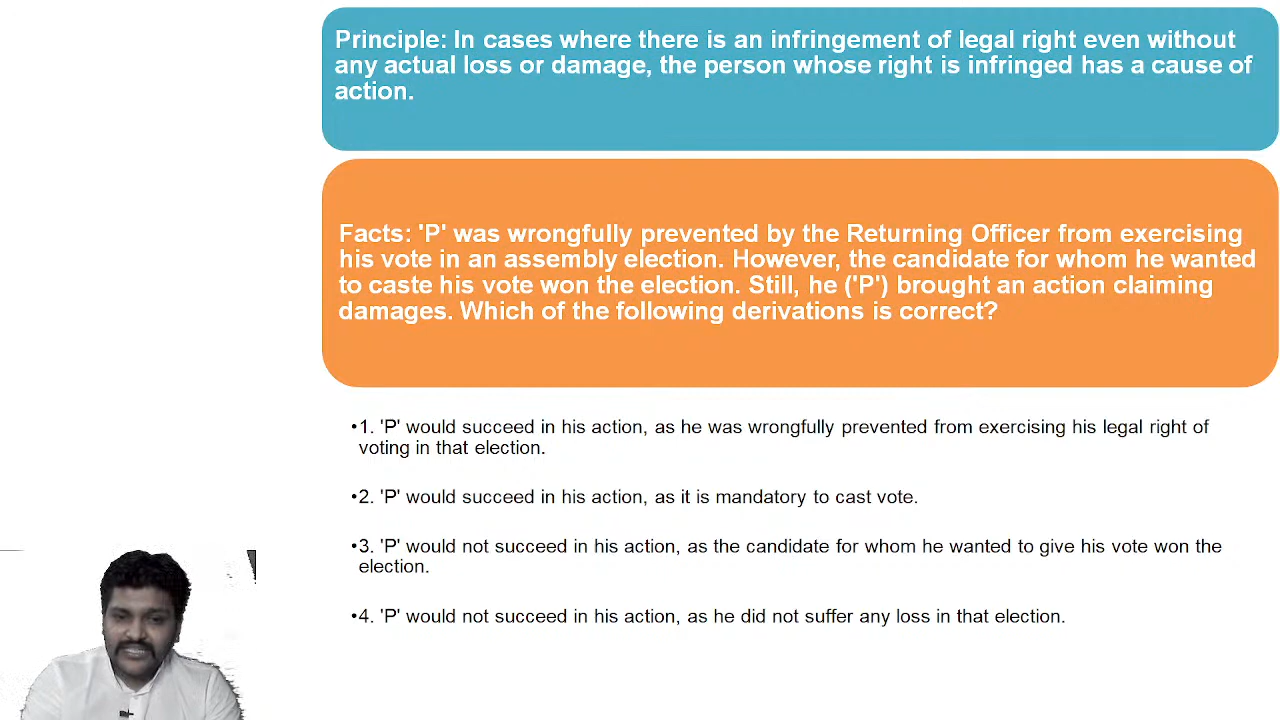 Principle: In cases where there is an infringement of legal right even without
any actual loss or damage, the person whose right is infringed has a cause of
action.
Facts: 'P' was wrongfully prevented by the Returning Officer from exercising
his vote in an assembly election. However, the candidate for whom he wanted
to caste his vote won the election. Still, he ('P') brought an action claiming
damages. Which of the following derivations is correct?
•1. 'P' would succeed in his action, as he was wrongfully prevented from exercising his legal right of
voting in that election.
•2. 'P' would succeed in his action, as it is mandatory to cast vote.
•3. 'P' would not succeed in his action, as the candidate for whom he wanted to give his vote won the
election.
•4. 'P' would not succeed in his action, as he did not suffer any loss in that election.